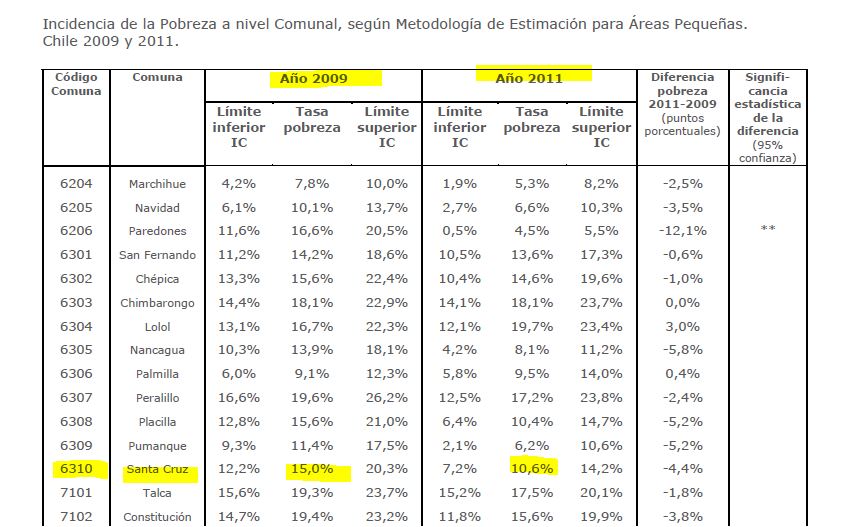 Incidencia de la Pobreza a nivel Comunal, según Metodología de Estimación para Áreas Pequeñas.
Chile 2009 y 2011.
Código Comuna Comuna Año 2009 Año 2011 Diferencia pobreza 2011-2009 (puntos porcentuales) Signifi-cancia estadística de la diferencia (95% confianza)
Límite inferior IC Tasa pobreza Límite superior IC Límite inferior IC Tasa pobreza Límite superior IC
6204 Marchihue 4,2% 7,8% 10,0% 1,9% 5,3% 8,2% -2,5%
6205 Navidad 6,1% 10,1% 13,7% 2,7% 6,6% 10,3% -3,5%
6206 Paredones 11,6% 16,6% 20,5% 0,5% 4,5% 5,5% -12,1% **
6301 San Fernando 11,2% 14,2% 18,6% 10,5% 13,6% 17,3% -0,6%
6302 Chépica 13,3% 15,6% 22,4% 10,4% 14,6% 19,6% -1,0%
6303 Chimbarongo 14,4% 18,1% 22,9% 14,1% 18,1% 23,7% 0,0%
6304 Lolol 13,1% 16,7% 22,3% 12,1% 19,7% 23,4% 3,0%
6305 Nancagua 10,3% 13,9% 18,1% 4,2% 8,1% 11,2% -5,8%
6306 Palmilla 6,0% 9,1% 12,3% 5,8% 9,5% 14,0% 0,4%
6307 Peralillo 16,6% 19,6% 26,2% 12,5% 17,2% 23,8% -2,4%
6308 Placilla 12,8% 15,6% 21,0% 6,4% 10,4% 14,7% -5,2%
6309 Pumanque 9,3% 11,4% 17,5% 2,1% 6,2% 10,6% -5,2%
6310 Santa Cruz 12,2% 15,0% 20,3% 7,2% 10,6% 14,2% -4,4%
7101 Talca 15,6% 19,3% 23,7% 15,2% 17,5% 20,1% -1,8%
7102 Constitución 14,7% 19,4% 23,2% 11,8% 15,6% 19,9% -3,8%